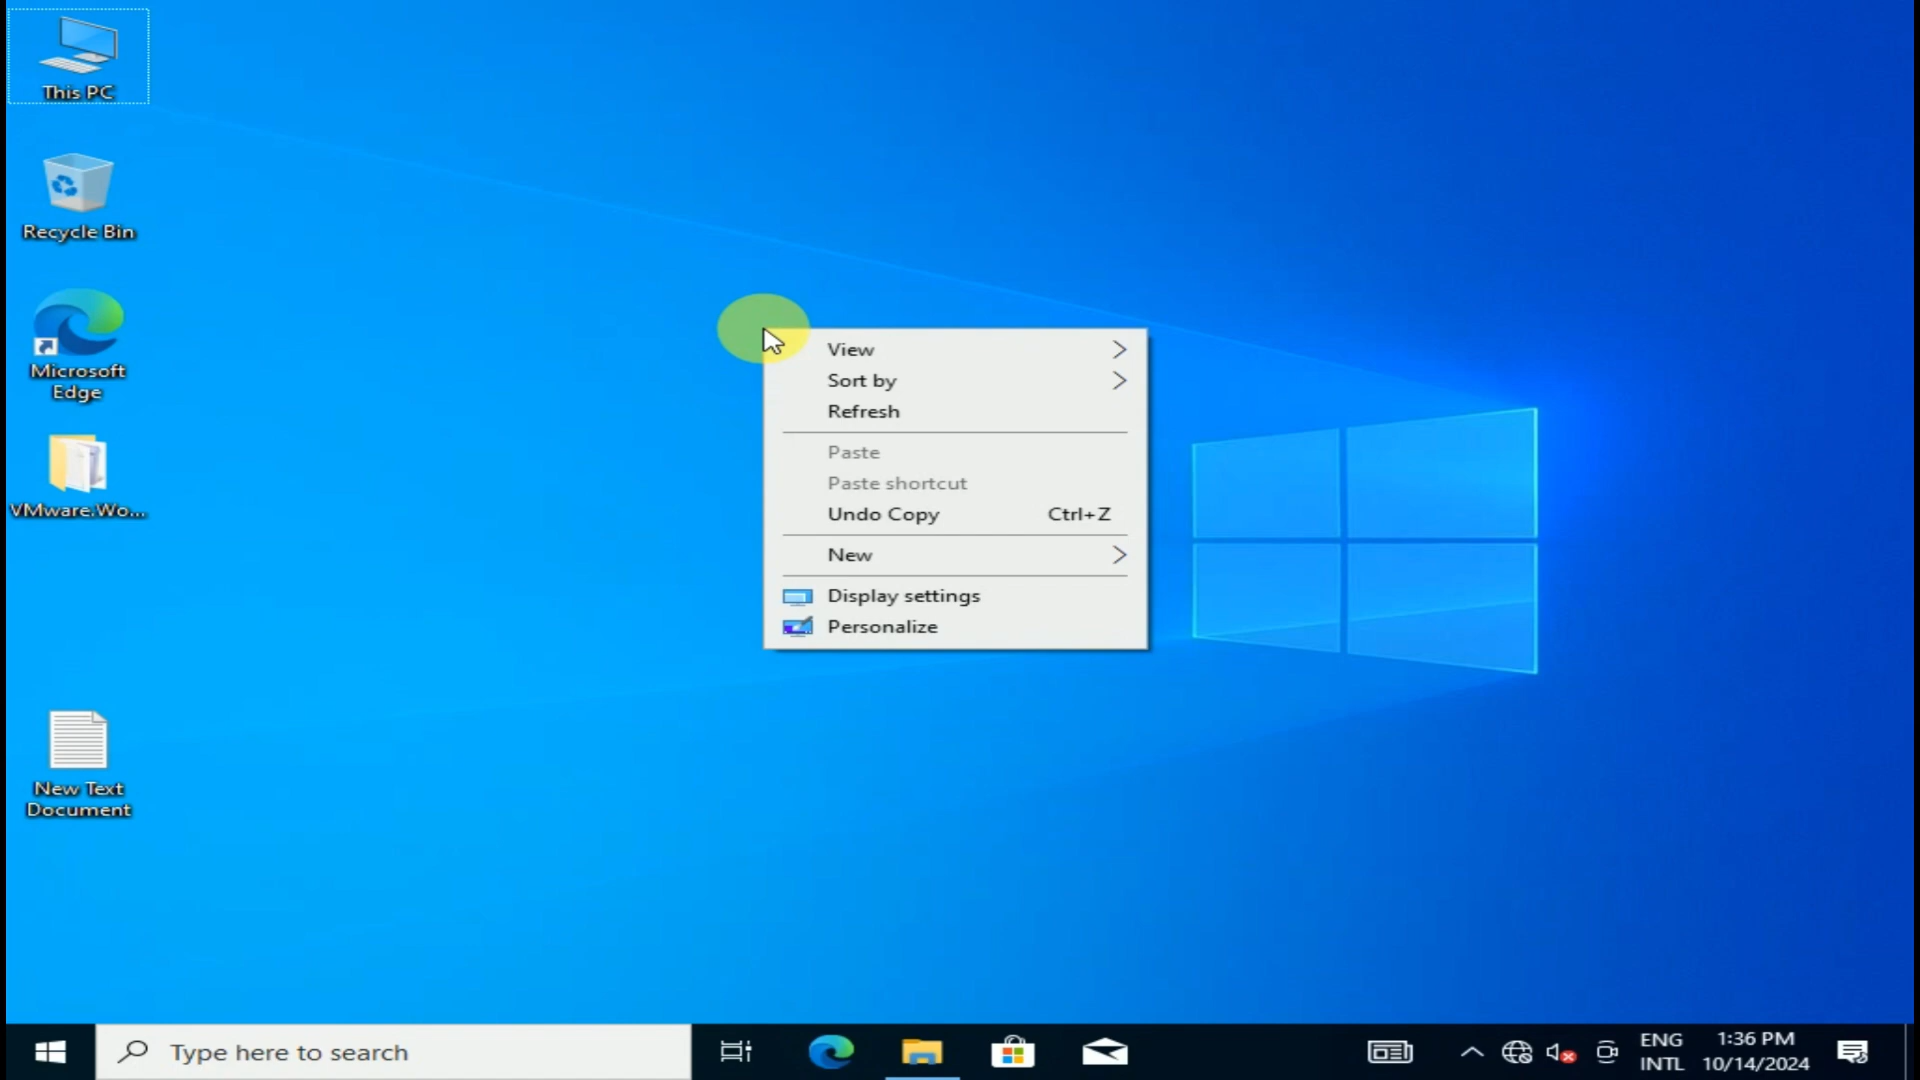 This PC
Recycle Bin
Microsoft
Edge
VMware.Wo...
New Text
Document
View
Sort by
Refresh
Paste
Paste shortcut
Undo Copy Ctrl+Z
New
Display settings
Personalize
Type here to search
ENG
INTL
1:36 PM
10/14/2024